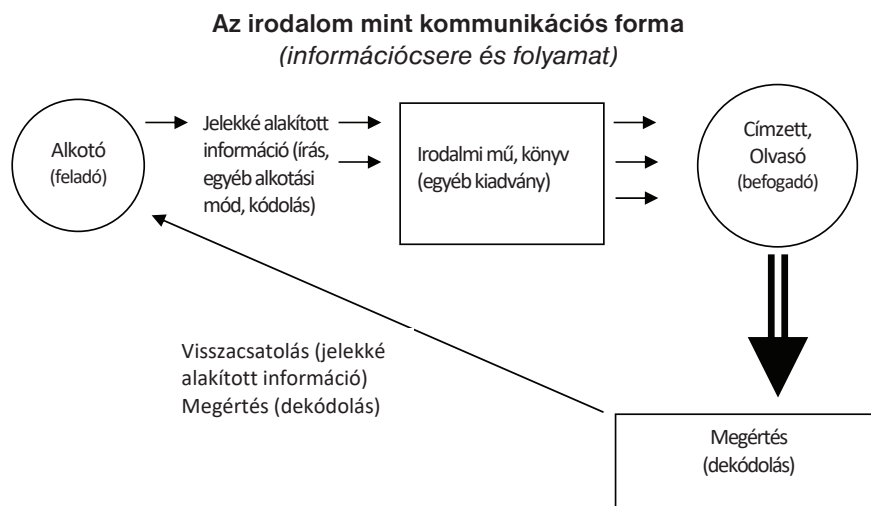 Az irodalom mint kommunikációs forma
(információcsere és folyamat)
Alkotó
(feladó)
Jelekké alakított
információ (írás,
egyéb alkotási
mód, kódolás)
Irodalmi mű, könyv
(egyéb kiadvány)
Címzett,
Olvasó
(befogadó)
Visszacsatolás (jelekké
alakított információ)
Megértés (dekódolás)
Megértés
(dekódolás)